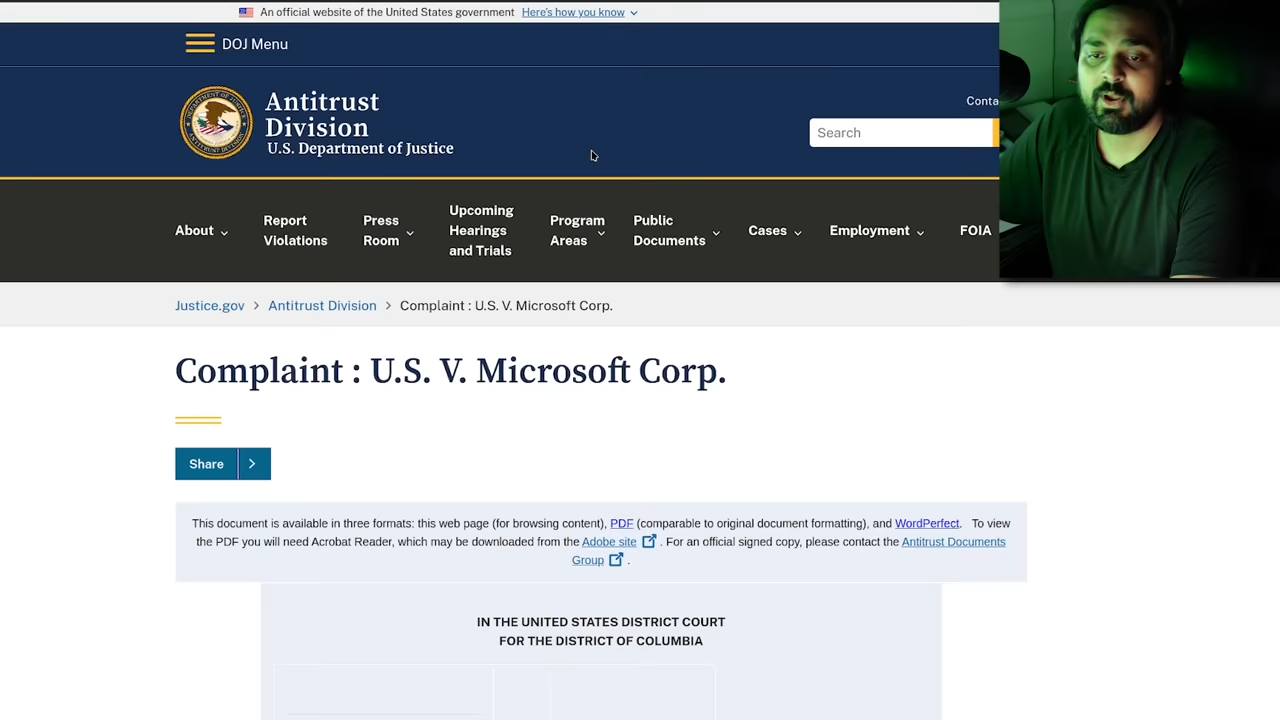 An official website of the United States government Here's how you know
DOJ Menu
Antitrust
Division
U.S. Department of Justice
Conta
Search
About
Report
Violations
Press
Room
Upcoming
Hearings
and Trials
Program
Areas
Public
Documents
Cases
Employment
FOIA
Justice.gov > Antitrust Division > Complaint : U.S. V. Microsoft Corp.
Complaint : U.S. V. Microsoft Corp.
Share
This document is available in three formats: this web page (for browsing content), PDF (comparable to original document formatting), and WordPerfect. To view
the PDF you will need Acrobat Reader, which may be downloaded from the Adobe site . For an official signed copy, please contact the Antitrust Documents
Group .
IN THE UNITED STATES DISTRICT COURT
FOR THE DISTRICT OF COLUMBIA